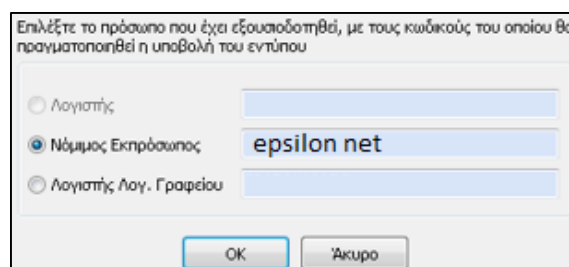 Επιλέξτε το πρόσωπο που έχει εξουσιοδοτηθεί, με τους κωδικούς του οποίου θα
πραγματοποιηθεί η υποβολή του εντύπου
Λογιστής
Νόμιμος Εκπρόσωπος epsilon net
Λογιστής Λογ. Γραφείου
OK Άκυρο